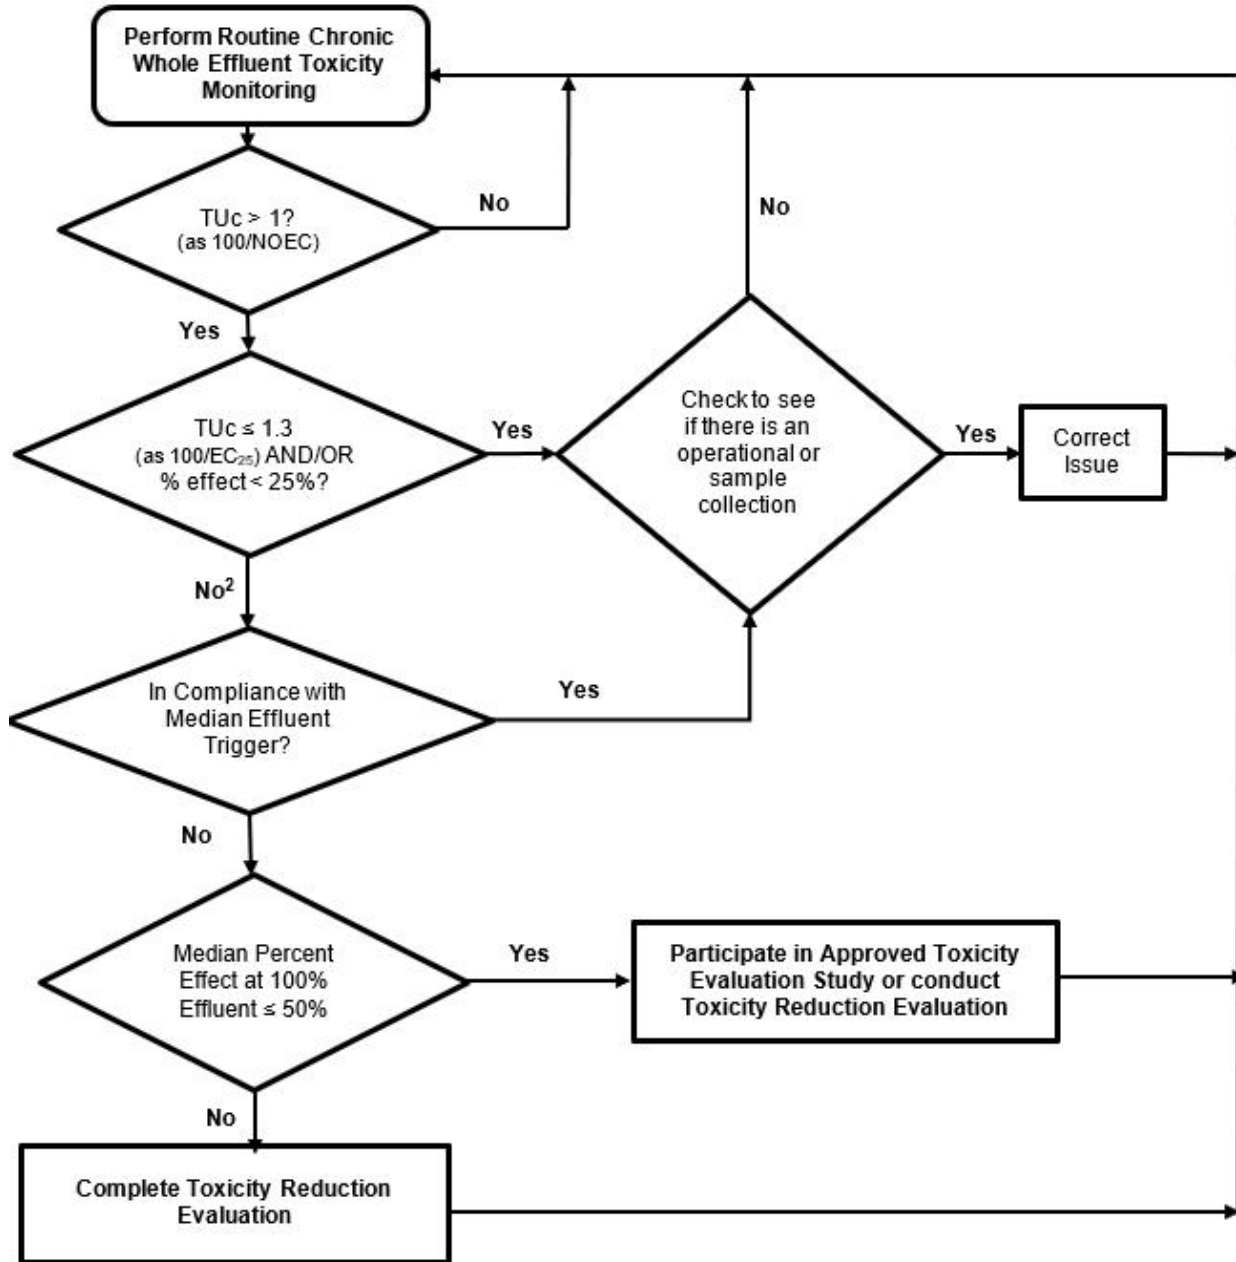 Perform Routine Chronic
Whole Effluent Toxicity
Monitoring
TUc > 1?
(as 100/NOEC)
No
Yes
TUc ≤ 1.3
(as 100/EC₂₅) AND/OR
% effect < 25%?
Yes
No
Check to see
if there is an
operational or
sample
collection
Yes
Correct
Issue
No²
In Compliance with
Median Effluent
Trigger?
Yes
No
Median Percent
Effect at 100%
Effluent ≤ 50%
Yes
Participate in Approved Toxicity
Evaluation Study or conduct
Toxicity Reduction Evaluation
No
Complete Toxicity Reduction
Evaluation